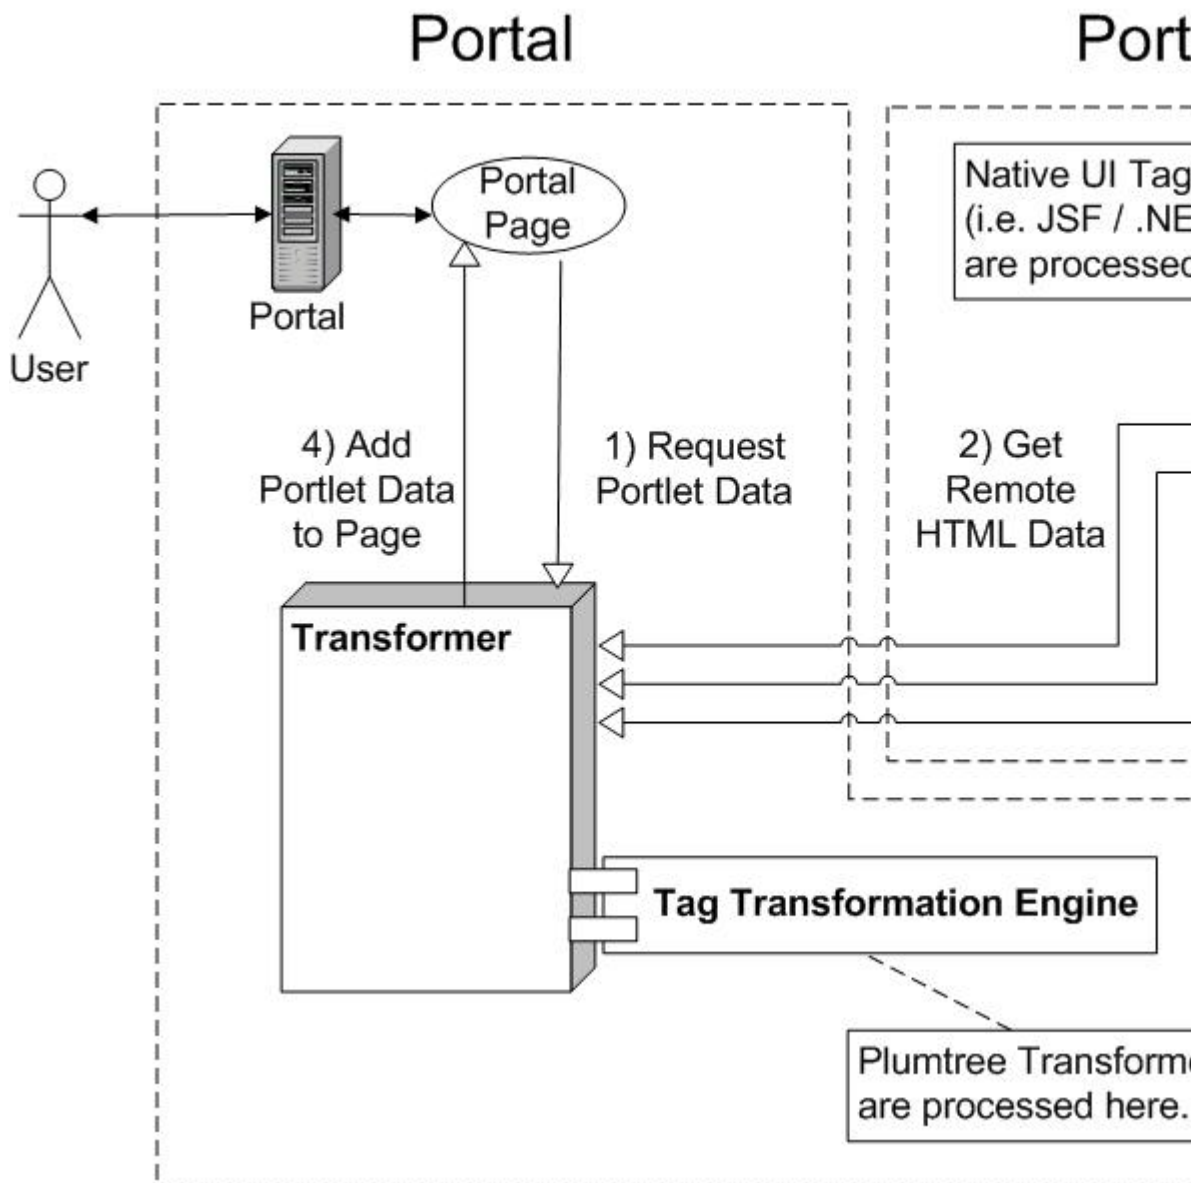 Portal
Port
Portal
Page
Native UI Tag
(i.e. JSF / .NE
are processed
Portal
User
4) Add
Portlet Data
to Page
1) Request
Portlet Data
2) Get
Remote
HTML Data
Transformer
Tag Transformation Engine
Plumtree Transforme
are processed here.